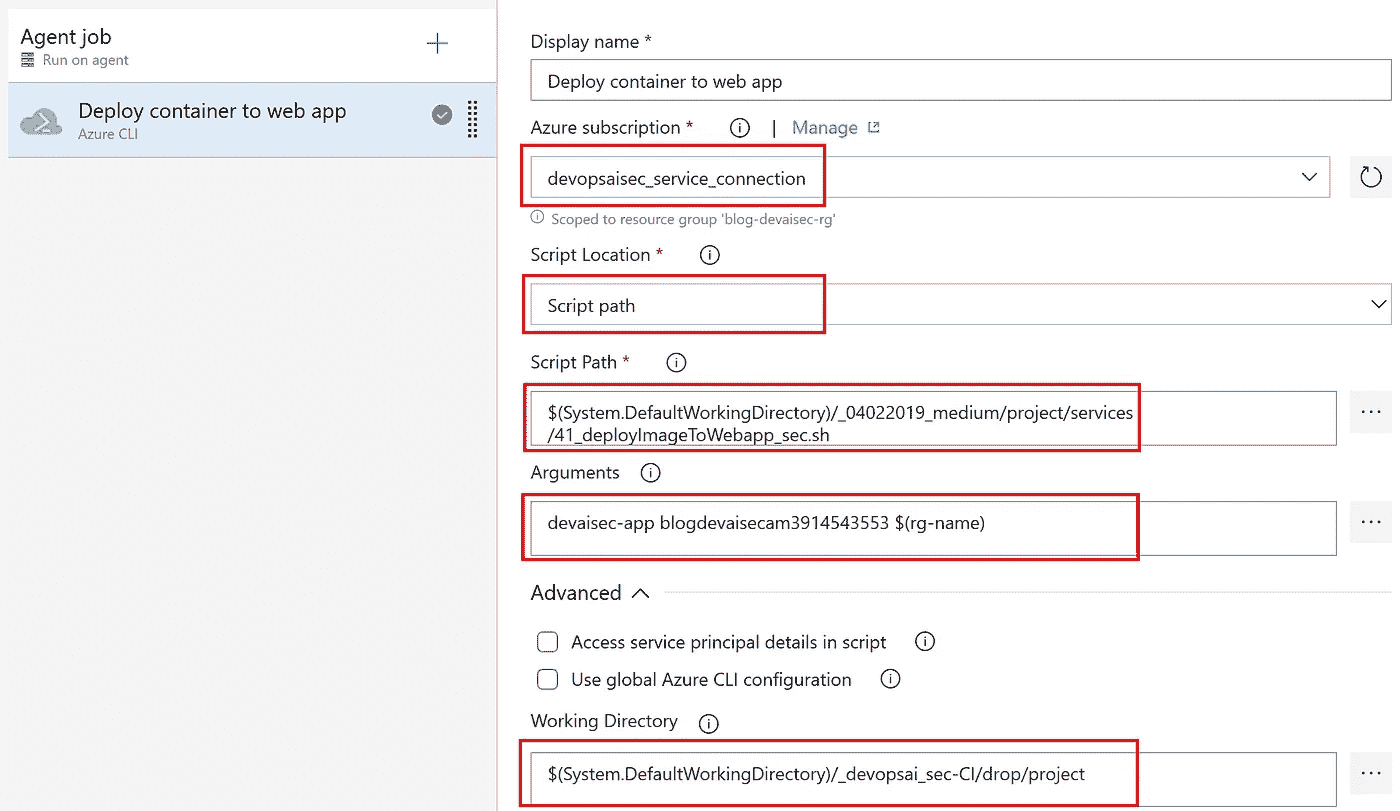 Agent job
Run on agent
Deploy container to web app
Azure CLI
Display name *
Deploy container to web app
Azure subscription * | Manage
devopsaisec_service_connection
Scoped to resource group 'blog-devaisec-rg'
Script Location *
Script path
Script Path *
$(System.DefaultWorkingDirectory)/_04022019_medium/project/services
/41_deployImageToWebapp_sec.sh
Arguments
devaisec-app blogdevaisecam3914543553 $(rg-name)
Advanced
Access service principal details in script
Use global Azure CLI configuration
Working Directory
$(System.DefaultWorkingDirectory)/_devopsai_sec-CI/drop/project